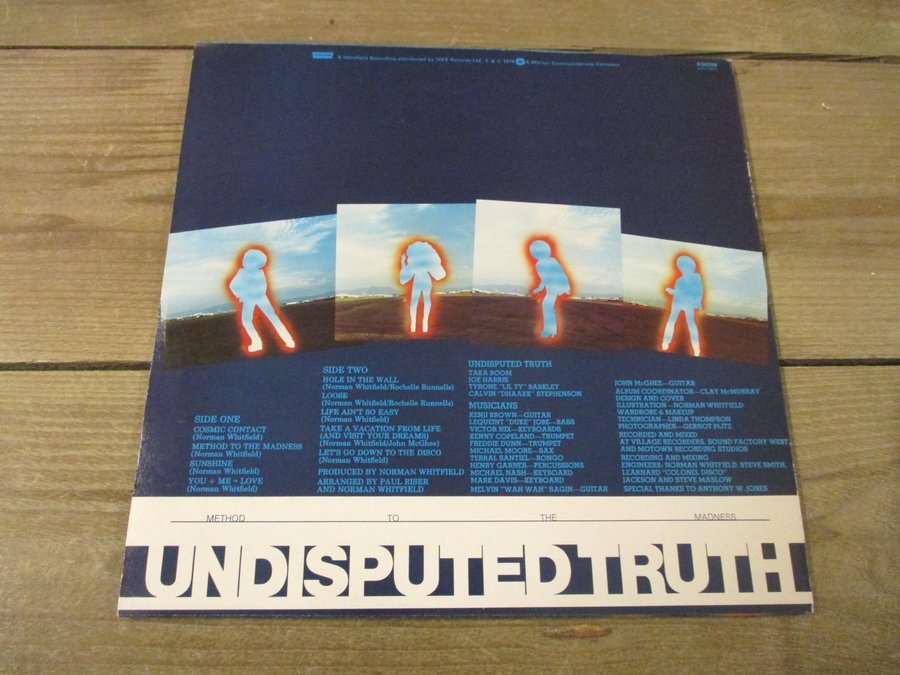 A Whitfield Recording distributed by WEA Records Ltd. P & C 1976 A Warner Communications Company
SIDE ONE
COSMIC CONTACT
(Norman Whitfield)
METHOD TO THE MADNESS
(Norman Whitfield)
SUNSHINE
(Norman Whitfield)
YOU + ME = LOVE
(Norman Whitfield)
SIDE TWO
HOLE IN THE WALL
(Norman Whitfield/Rochelle Runnells)
LOOSE
(Norman Whitfield/Rochelle Runnells)
LIFE AIN'T SO EASY
(Norman Whitfield)
TAKE A VACATION FROM LIFE
(AND VISIT YOUR DREAMS)
(Norman Whitfield/John McGhee)
LET'S GO DOWN TO THE DISCO
(Norman Whitfield)
PRODUCED BY NORMAN WHITFIELD
ARRANGED BY PAUL RISER
AND NORMAN WHITFIELD
UNDISPUTED TRUTH
TAKA BOOM
JOE HARRIS
TYRONE "LIL TY" BARKLEY
CALVIN "DHAAXK" STEPHENSON
MUSICIANS
KENJI BROWN—GUITAR
LEQUEINT "DUKE" JOBE—BASS
VICTOR NIX—KEYBOARDS
KENNY COPELAND—TRUMPET
FREDDIE DUNN—TRUMPET
MICHAEL MOORE—SAX
TERRAL SANTIEL—BONGO
HENRY GARNER—PERCUSSIONS
MICHAEL NASH—KEYBOARD
MARK DAVIS—KEYBOARD
MELVIN "WAH WAH" RAGIN—GUITAR
JOHN McGHEE—GUITAR
ALBUM COORDINATOR—CLAY McMURRAY
DESIGN AND COVER
ILLUSTRATION—NORMAN WHITFIELD
WARDROBE & MAKEUP
TECHNICIAN—LINDA THOMPSON
PHOTOGRAPHER—GERNOT PLITZ
RECORDED AND MIXED
AT VILLAGE RECORDERS, SOUND FACTORY WEST
AND MOTOWN RECORDING STUDIOS
RECORDING AND MIXING
ENGINEERS: NORMAN WHITFIELD, STEVE SMITH,
LEARNARD "COLONEL DISCO"
JACKSON AND STEVE MASLOW
SPECIAL THANKS TO ANTHONY W. JONES
METHOD TO THE MADNESS
UNDISPUTED TRUTH